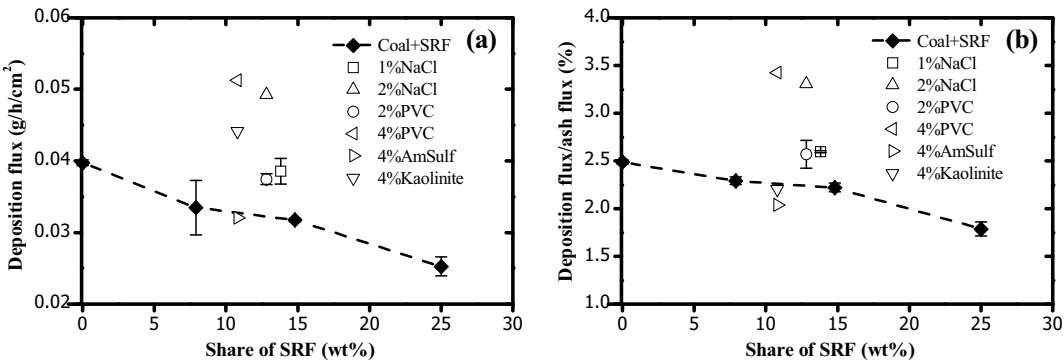 0.06
0.05
0.04
0.03
0.02
Deposition flux (g/h/cm²)
0
5
10
15
20
25
30
Share of SRF (wt%)
(a)
Coal+SRF
1%NaCl
2%NaCl
2%PVC
4%PVC
4%AmSulf
4%Kaolinite
4.0
3.5
3.0
2.5
2.0
1.5
1.0
Deposition flux/ash flux (%)
0
5
10
15
20
25
30
Share of SRF (wt%)
(b)
Coal+SRF
1%NaCl
2%NaCl
2%PVC
4%PVC
4%AmSulf
4%Kaolinite